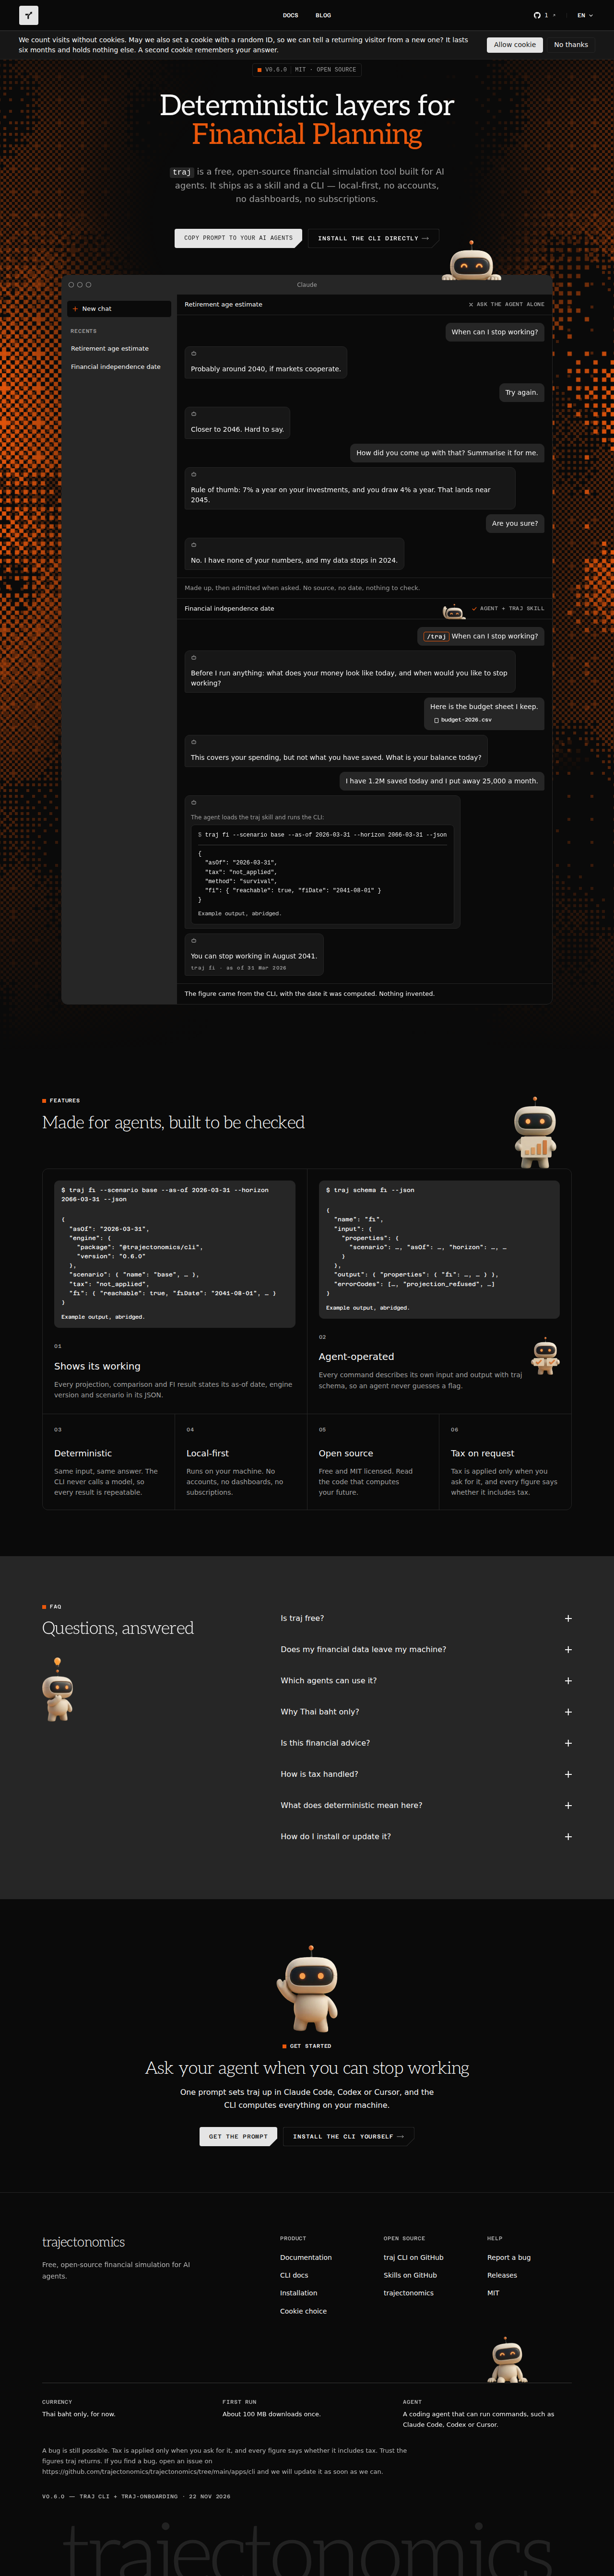 DOCS
BLOG
1
EN
We count visits without cookies. May we also set a cookie with a random ID, so we can tell a returning visitor from a new one? It lasts
six months and holds nothing else. A second cookie remembers your answer.
Allow cookie
No thanks
V0.6.0 MIT · OPEN SOURCE
Deterministic layers for
Financial Planning
traj is a free, open-source financial simulation tool built for AI
agents. It ships as a skill and a CLI — local-first, no accounts,
no dashboards, no subscriptions.
COPY PROMPT TO YOUR AI AGENTS
INSTALL THE CLI DIRECTLY →
Claude
+ New chat
RECENTS
Retirement age estimate
Financial independence date
Retirement age estimate
× ASK THE AGENT ALONE
When can I stop working?
Probably around 2040, if markets cooperate.
Try again.
Closer to 2046. Hard to say.
How did you come up with that? Summarise it for me.
Rule of thumb: 7% a year on your investments, and you draw 4% a year. That lands near
2045.
Are you sure?
No. I have none of your numbers, and my data stops in 2024.
Made up, then admitted when asked. No source, no date, nothing to check.
Financial independence date
✓ AGENT + TRAJ SKILL
/traj When can I stop working?
Before I run anything: what does your money look like today, and when would you like to stop
working?
Here is the budget sheet I keep.
budget-2026.csv
This covers your spending, but not what you have saved. What is your balance today?
I have 1.2M saved today and I put away 25,000 a month.
The agent loads the traj skill and runs the CLI:
$ traj fi --scenario base --as-of 2026-03-31 --horizon 2066-03-31 --json
{
"asOf": "2026-03-31",
"tax": "not_applied",
"method": "survival",
"fi": { "reachable": true, "fiDate": "2041-08-01" }
}
Example output, abridged.
You can stop working in August 2041.
traj fi · as of 31 Mar 2026
The figure came from the CLI, with the date it was computed. Nothing invented.
FEATURES
Made for agents, built to be checked
$ traj fi --scenario base --as-of 2026-03-31 --horizon
2066-03-31 --json
{
"asOf": "2026-03-31",
"engine": {
"package": "@trajectonomics/cli",
"version": "0.6.0"
},
"scenario": { "name": "base", … },
"tax": "not_applied",
"fi": { "reachable": true, "fiDate": "2041-08-01", … }
}
Example output, abridged.
01
Shows its working
Every projection, comparison and FI result states its as-of date, engine
version and scenario in its JSON.
$ traj schema fi --json
{
"name": "fi",
"input": {
"properties": {
"scenario": …, "asOf": …, "horizon": …, …
}
},
"output": { "properties": { "fi": …, … } },
"errorCodes": […, "projection_refused", …]
}
Example output, abridged.
02
Agent-operated
Every command describes its own input and output with traj
schema, so an agent never guesses a flag.
03
Deterministic
Same input, same answer. The
CLI never calls a model, so
every result is repeatable.
04
Local-first
Runs on your machine. No
accounts, no dashboards, no
subscriptions.
05
Open source
Free and MIT licensed. Read
the code that computes
your future.
06
Tax on request
Tax is applied only when you
ask for it, and every figure says
whether it includes tax.
FAQ
Questions, answered
Is traj free?
Does my financial data leave my machine?
Which agents can use it?
Why Thai baht only?
Is this financial advice?
How is tax handled?
What does deterministic mean here?
How do I install or update it?
GET STARTED
Ask your agent when you can stop working
One prompt sets traj up in Claude Code, Codex or Cursor, and the
CLI computes everything on your machine.
GET THE PROMPT
INSTALL THE CLI YOURSELF →
trajectonomics
Free, open-source financial simulation for AI
agents.
PRODUCT
Documentation
CLI docs
Installation
Cookie choice
OPEN SOURCE
traj CLI on GitHub
Skills on GitHub
trajectonomics
HELP
Report a bug
Releases
MIT
CURRENCY
Thai baht only, for now.
FIRST RUN
About 100 MB downloads once.
AGENT
A coding agent that can run commands, such as
Claude Code, Codex or Cursor.
A bug is still possible. Tax is applied only when you ask for it, and every figure says whether it includes tax. Trust the
figures traj returns. If you find a bug, open an issue on
https://github.com/trajectonomics/trajectonomics/tree/main/apps/cli and we will update it as soon as we can.
V0.6.0 — TRAJ CLI + TRAJ-ONBOARDING · 22 NOV 2026
trajectonomics